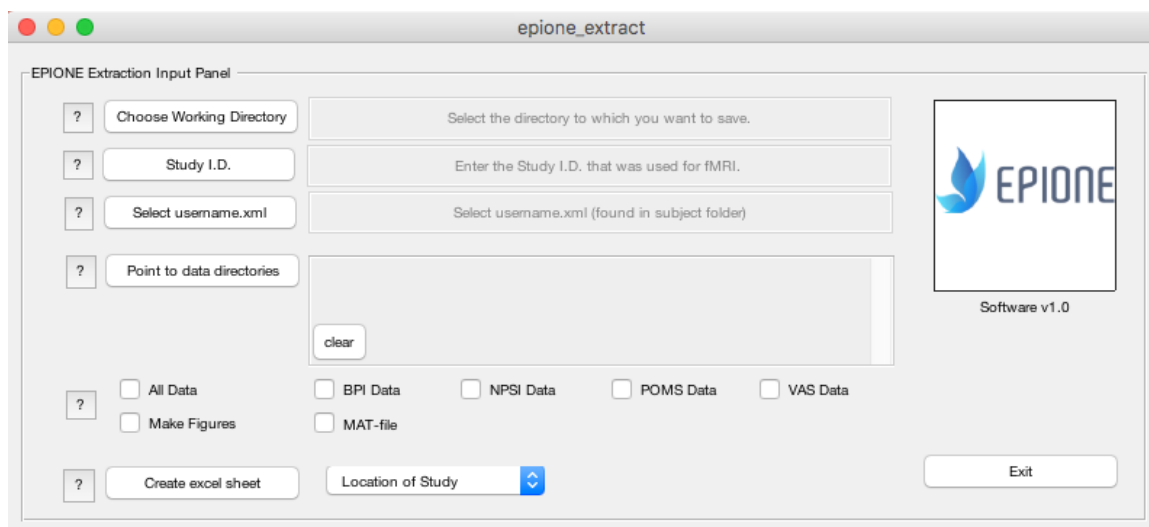 epione_extract
EPIONE Extraction Input Panel
? Choose Working Directory Select the directory to which you want to save.
? Study I.D. Enter the Study I.D. that was used for fMRI.
? Select username.xml Select username.xml (found in subject folder)
EPIONE
Software v1.0
? Point to data directories
clear
? All Data BPI Data NPSI Data POMS Data VAS Data
Make Figures MAT-file
? Create excel sheet Location of Study Exit